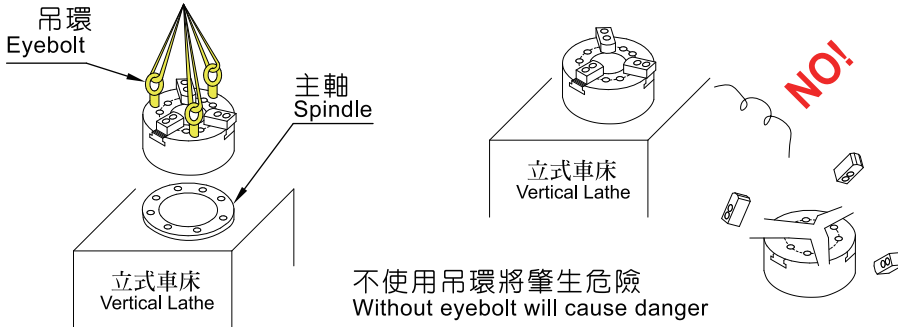 吊環
Eyebolt
主軸
Spindle
立式車床
Vertical Lathe
立式車床
Vertical Lathe
NO!
不使用吊環將肇生危險
Without eyebolt will cause danger